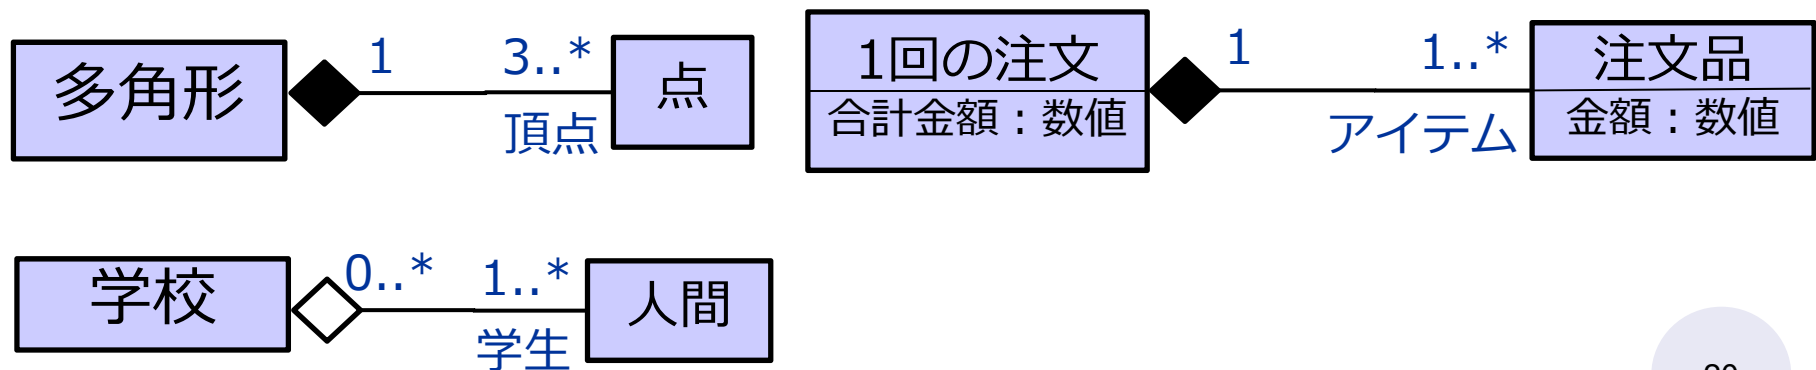 多角形
1
3..*
頂点
点
1回の注文
合計金額：数値
1
1..*
アイテム
注文品
金額：数値
学校
0..*
1..*
学生
人間